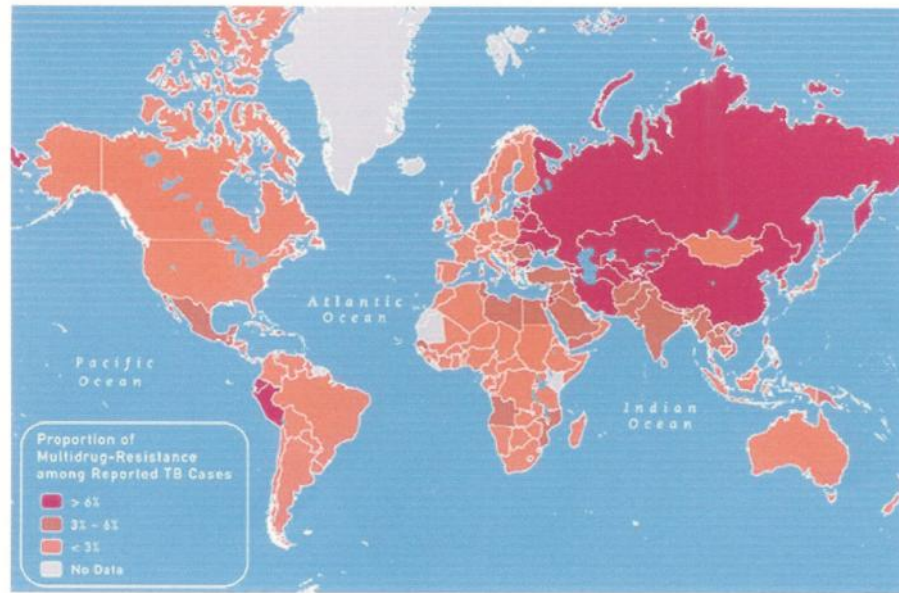 Atlantic
Ocean
Pacific
Ocean
Indian
Ocean
Proportion of
Multidrug-Resistance
among Reported TB Cases
> 6%
3% - 6%
< 3%
No Data